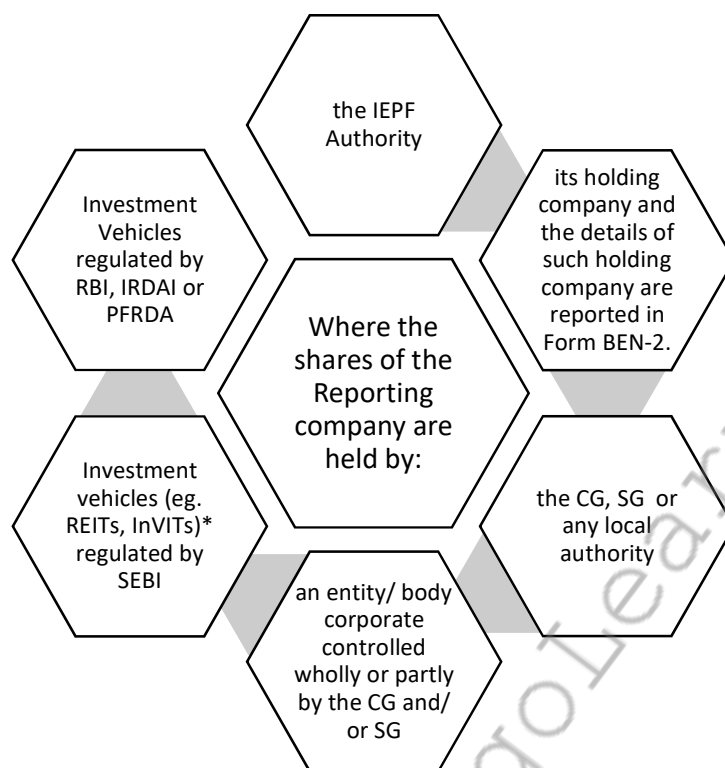 the IEPF
Authority
its holding
company and
the details of
such holding
company are
reported in
Form BEN-2.
the CG, SG or
any local
authority
an entity/ body
corporate
controlled
wholly or partly
by the CG and/
or SG
Investment
vehicles (eg.
REITs, InVITs)*
regulated by
SEBI
Investment
Vehicles
regulated by
RBI, IRDAI or
PFRDA
Where the
shares of the
Reporting
company are
held by: